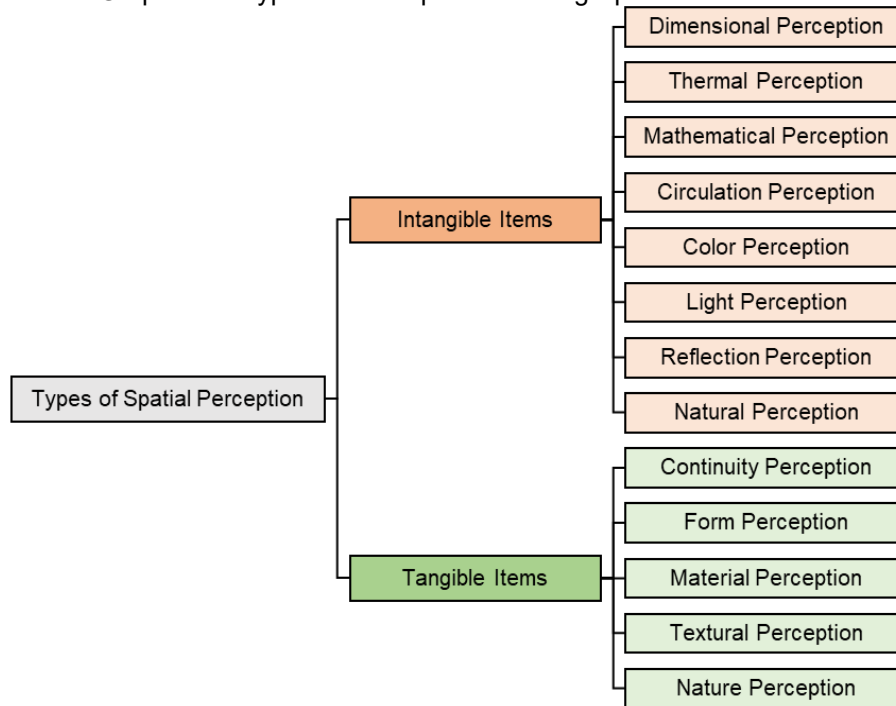 Dimensional Perception
Thermal Perception
Mathematical Perception
Circulation Perception
Intangible Items
Color Perception
Light Perception
Reflection Perception
Types of Spatial Perception
Natural Perception
Continuity Perception
Form Perception
Tangible Items
Material Perception
Textural Perception
Nature Perception